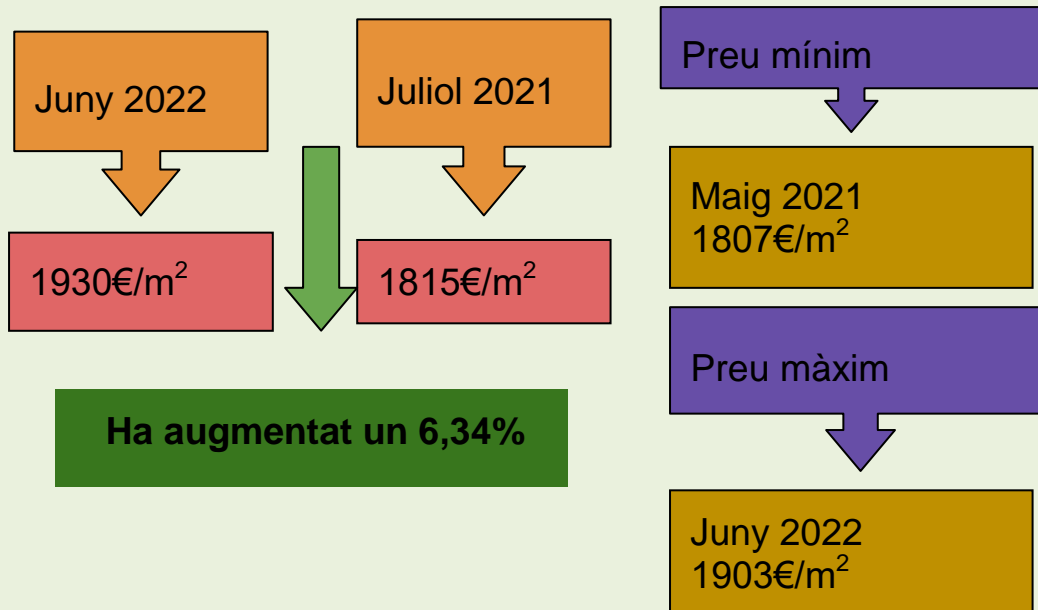 Juny 2022
Juliol 2021
1930€/m²
1815€/m²
Ha augmentat un 6,34%
Preu mínim
Maig 2021
1807€/m²
Preu màxim
Juny 2022
1903€/m²